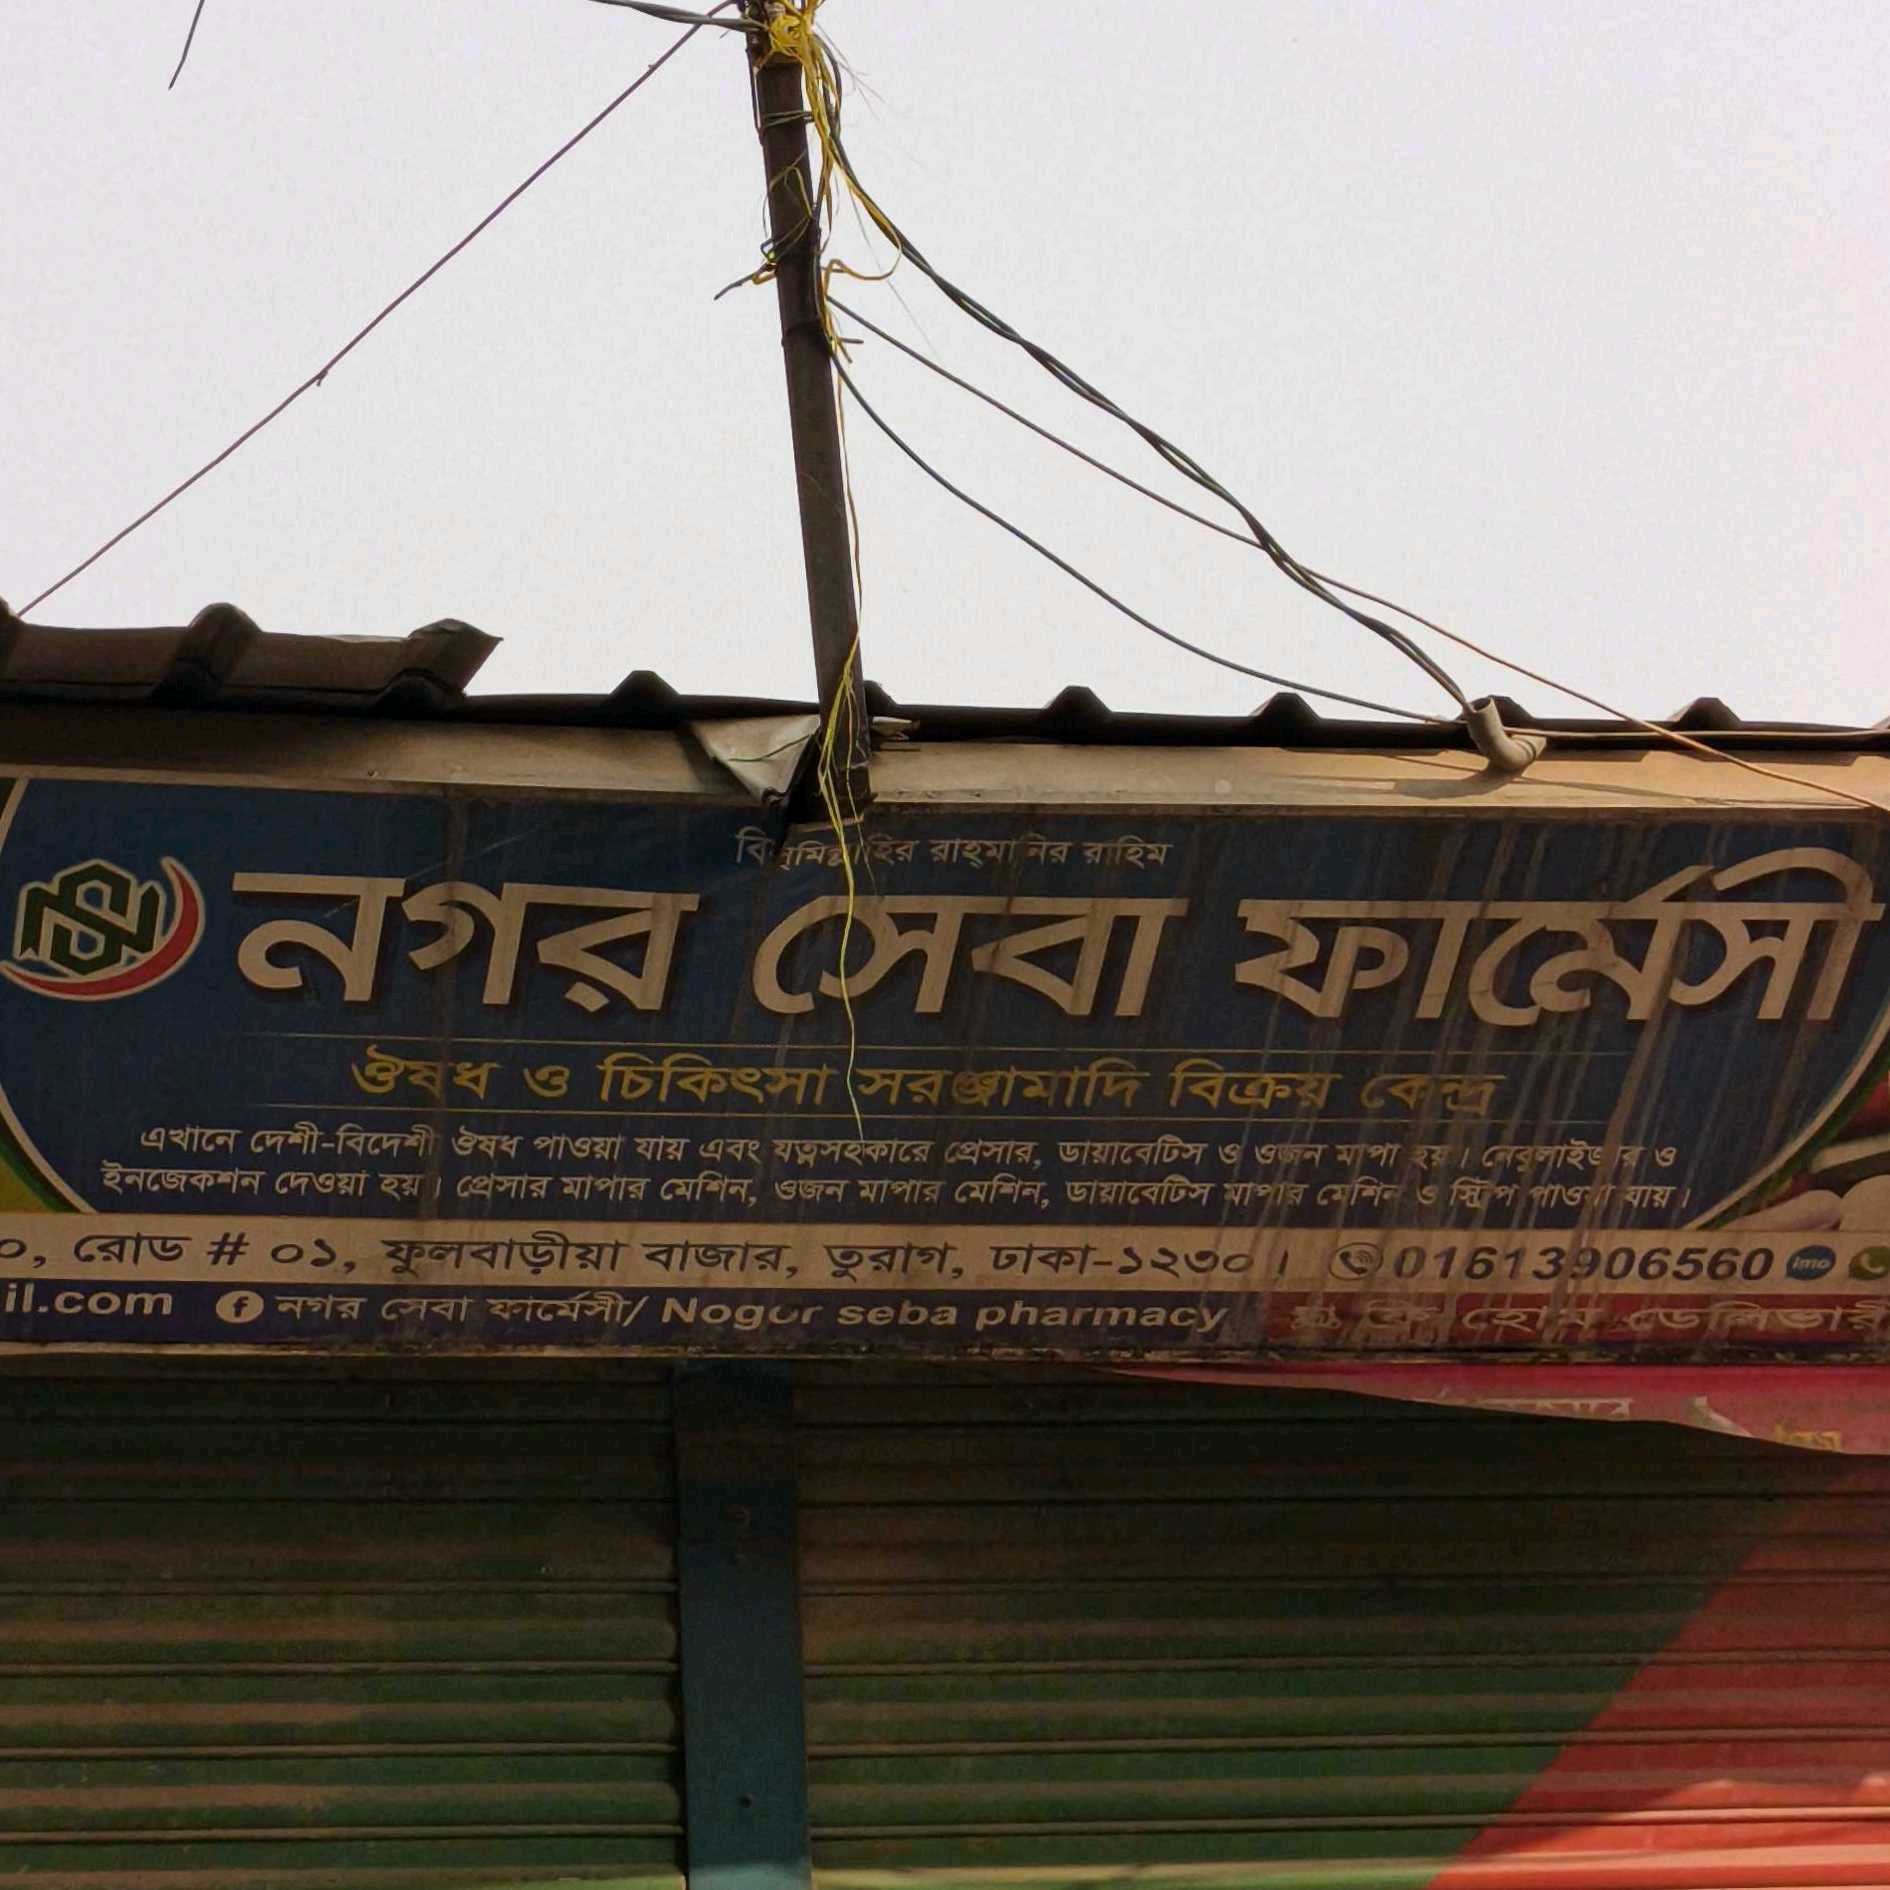 বিসমিল্লাহির রাহ্‌মানির রাহিম
নগর সেবা ফার্মেসী
ঔষধ ও চিকিৎসা সরঞ্জামাদি বিক্রয় কেন্দ্র
এখানে দেশী-বিদেশী ঔষধ পাওয়া যায় এবং যত্নসহকারে প্রেসার, ডায়াবেটিস ও ওজন মাপা হয়। নেবুলাইজার ও
ইনজেকশন দেওয়া হয়। প্রেসার মাপার মেশিন, ওজন মাপার মেশিন, ডায়াবেটিস মাপার মেশিন ও স্ট্রিপ পাওয়া যায়।
০, রোড # ০১, ফুলবাড়ীয়া বাজার, তুরাগ, ঢাকা-১২৩০। 01613906560 imo
il.com নগর সেবা ফার্মেসী/ Nogor seba pharmacy হোম ডেলিভারী